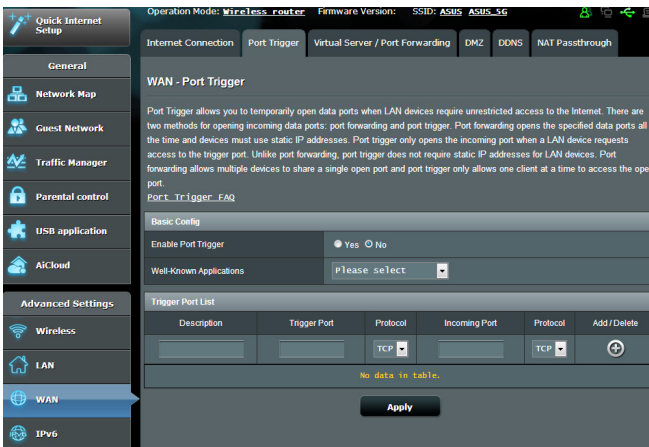 Quick Internet
Setup
Operation Mode: Wireless router Firmware Version: SSID: ASUS ASUS_5G
Internet Connection Port Trigger Virtual Server / Port Forwarding DMZ DDNS NAT Passthrough
General
Network Map
Guest Network
Traffic Manager
Parental control
USB application
AiCloud
Advanced Settings
Wireless
LAN
WAN
IPv6
WAN - Port Trigger
Port Trigger allows you to temporarily open data ports when LAN devices require unrestricted access to the Internet. There are
two methods for opening incoming data ports: port forwarding and port trigger. Port forwarding opens the specified data ports all
the time and devices must use static IP addresses. Port trigger only opens the incoming port when a LAN device requests
access to the trigger port. Unlike port forwarding, port trigger does not require static IP addresses for LAN devices. Port
forwarding allows multiple devices to share a single open port and port trigger only allows one client at a time to access the ope
port.
Port Trigger FAQ
Basic Config
Enable Port Trigger Yes No
Well-Known Applications Please select
Trigger Port List
Description Trigger Port Protocol Incoming Port Protocol Add / Delete
TCP TCP
No data in table.
Apply